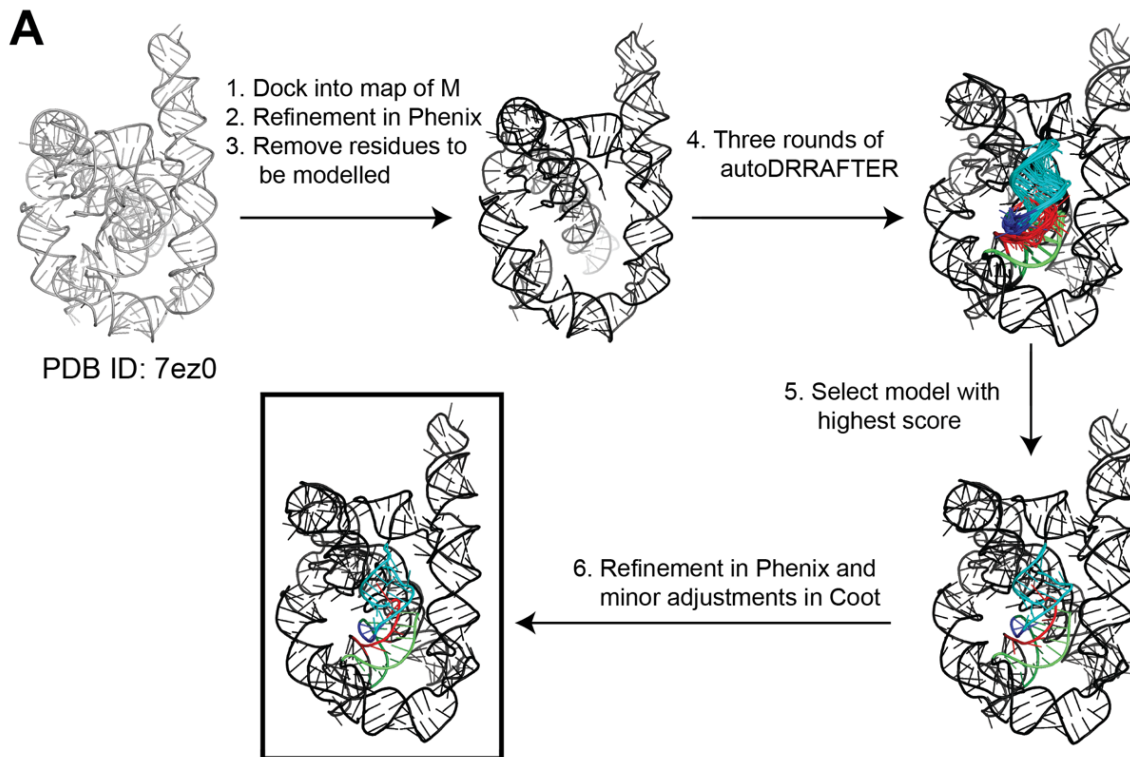 A
1. Dock into map of M
2. Refinement in Phenix
3. Remove residues to
be modelled
4. Three rounds of
autoDRRAFTER
PDB ID: 7ez0
5. Select model with
highest score
6. Refinement in Phenix and
minor adjustments in Coot